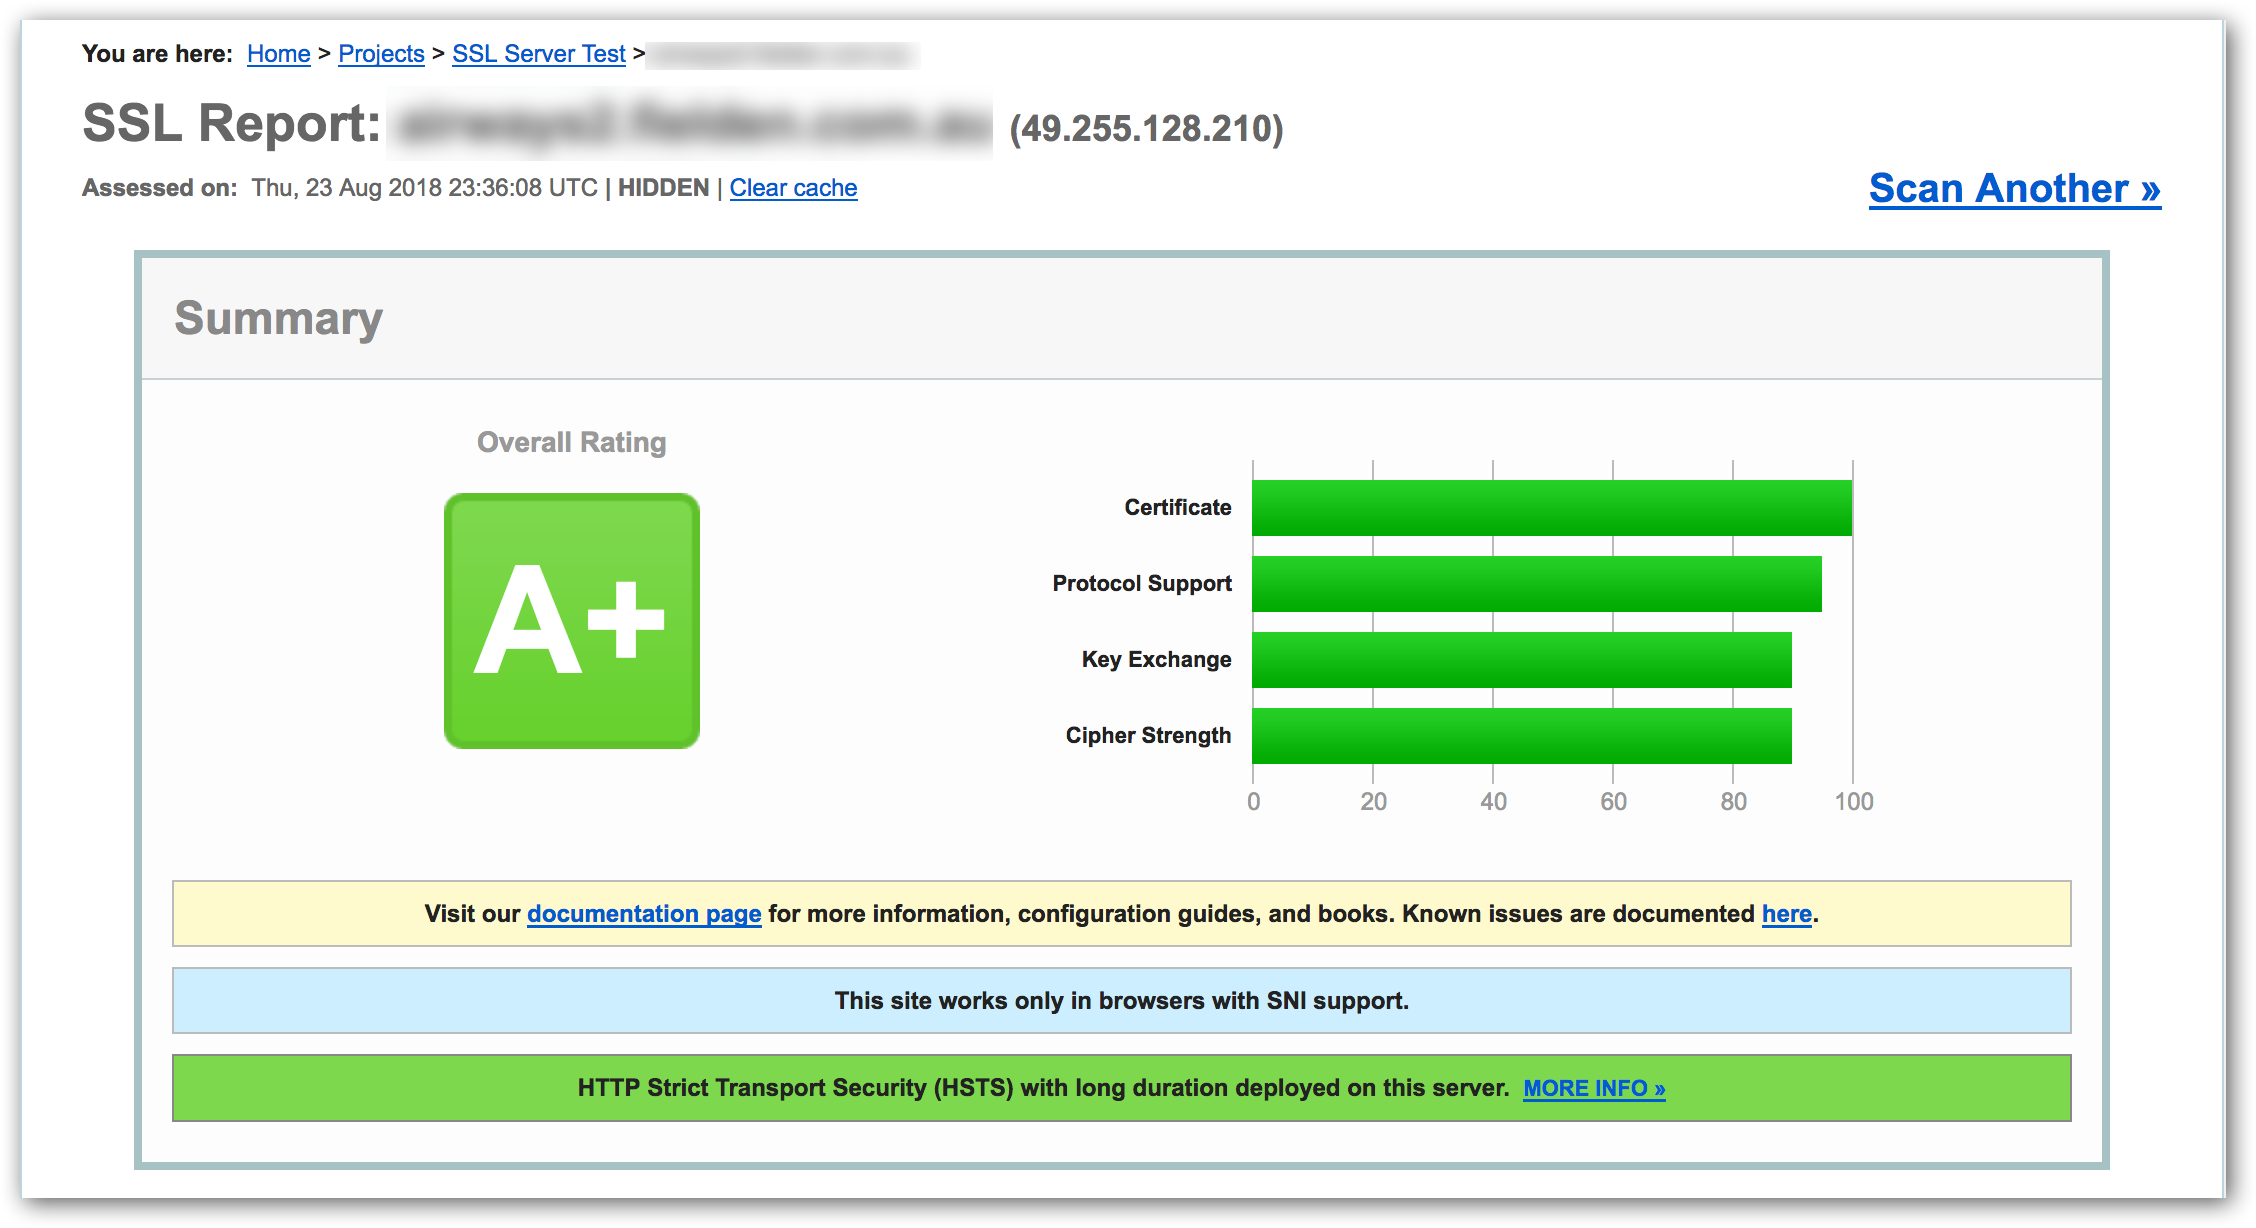 You are here: Home > Projects > SSL Server Test >
SSL Report: (49.255.128.210)
Assessed on: Thu, 23 Aug 2018 23:36:08 UTC | HIDDEN | Clear cache
Scan Another »
Summary
Overall Rating
A+
Certificate
Protocol Support
Key Exchange
Cipher Strength
0 20 40 60 80 100
Visit our documentation page for more information, configuration guides, and books. Known issues are documented here.
This site works only in browsers with SNI support.
HTTP Strict Transport Security (HSTS) with long duration deployed on this server. MORE INFO »